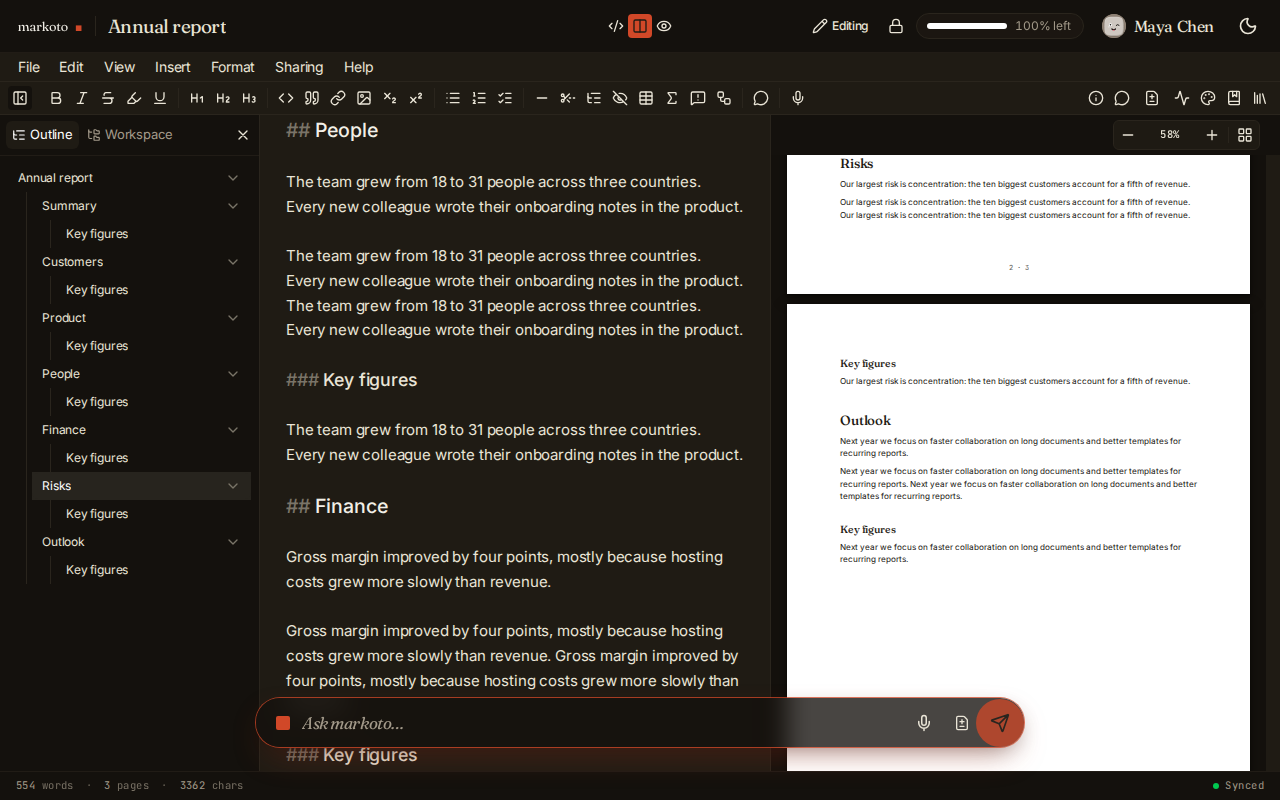 markoto
Annual report
Editing
100% left
Maya Chen
File Edit View Insert Format Sharing Help
B I S U H1 H2 H3 X2 X2
Outline Workspace
58%
Annual report
Summary
Key figures
Customers
Key figures
Product
Key figures
People
Key figures
Finance
Key figures
Risks
Key figures
Outlook
Key figures
## People
The team grew from 18 to 31 people across three countries.
Every new colleague wrote their onboarding notes in the product.
The team grew from 18 to 31 people across three countries.
Every new colleague wrote their onboarding notes in the product.
The team grew from 18 to 31 people across three countries.
Every new colleague wrote their onboarding notes in the product.
### Key figures
The team grew from 18 to 31 people across three countries.
Every new colleague wrote their onboarding notes in the product.
## Finance
Gross margin improved by four points, mostly because hosting
costs grew more slowly than revenue.
Gross margin improved by four points, mostly because hosting
costs grew more slowly than revenue. Gross margin improved by
four points, mostly because hosting costs grew more slowly than
### Key figures
Risks
Our largest risk is concentration: the ten biggest customers account for a fifth of revenue.
Our largest risk is concentration: the ten biggest customers account for a fifth of revenue.
Our largest risk is concentration: the ten biggest customers account for a fifth of revenue.
2 - 3
Key figures
Our largest risk is concentration: the ten biggest customers account for a fifth of revenue.
Outlook
Next year we focus on faster collaboration on long documents and better templates for
recurring reports.
Next year we focus on faster collaboration on long documents and better templates for
recurring reports. Next year we focus on faster collaboration on long documents and better
templates for recurring reports.
Key figures
Next year we focus on faster collaboration on long documents and better templates for
recurring reports.
Ask markoto...
554 words · 3 pages · 3362 chars
Synced